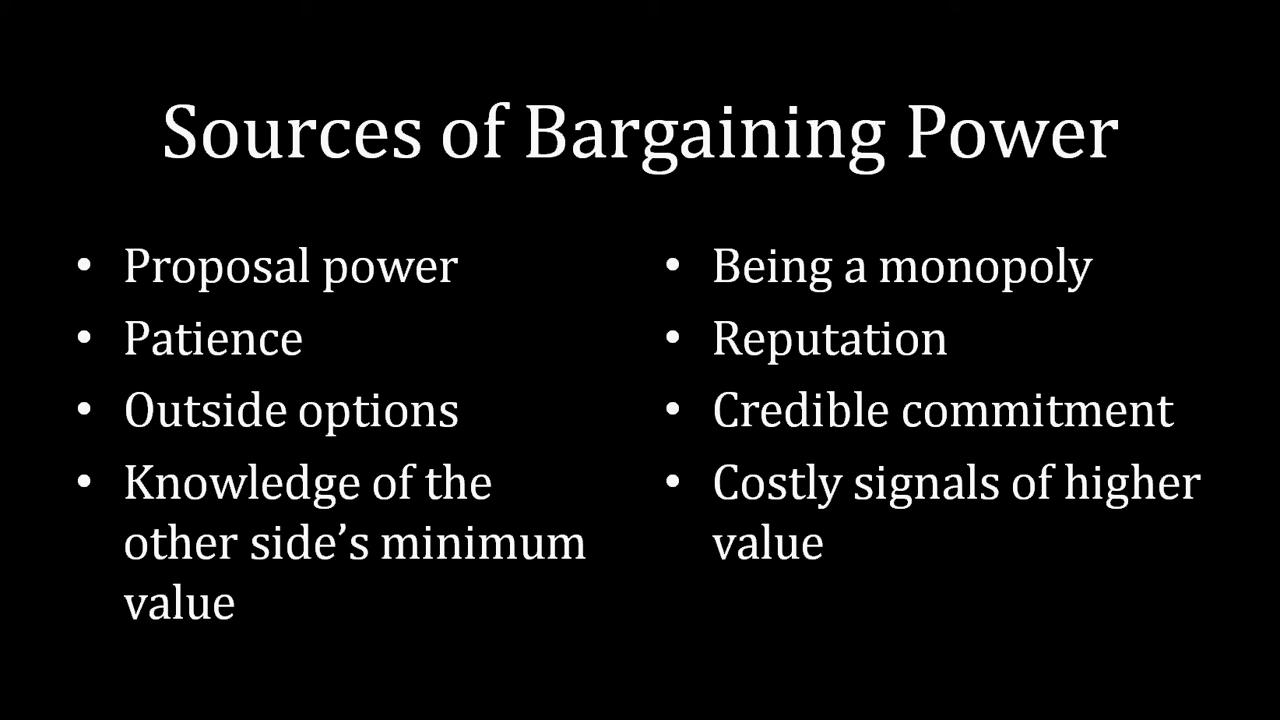 Sources of Bargaining Power
• Proposal power
• Patience
• Outside options
• Knowledge of the
other side’s minimum
value
• Being a monopoly
• Reputation
• Credible commitment
• Costly signals of higher
value